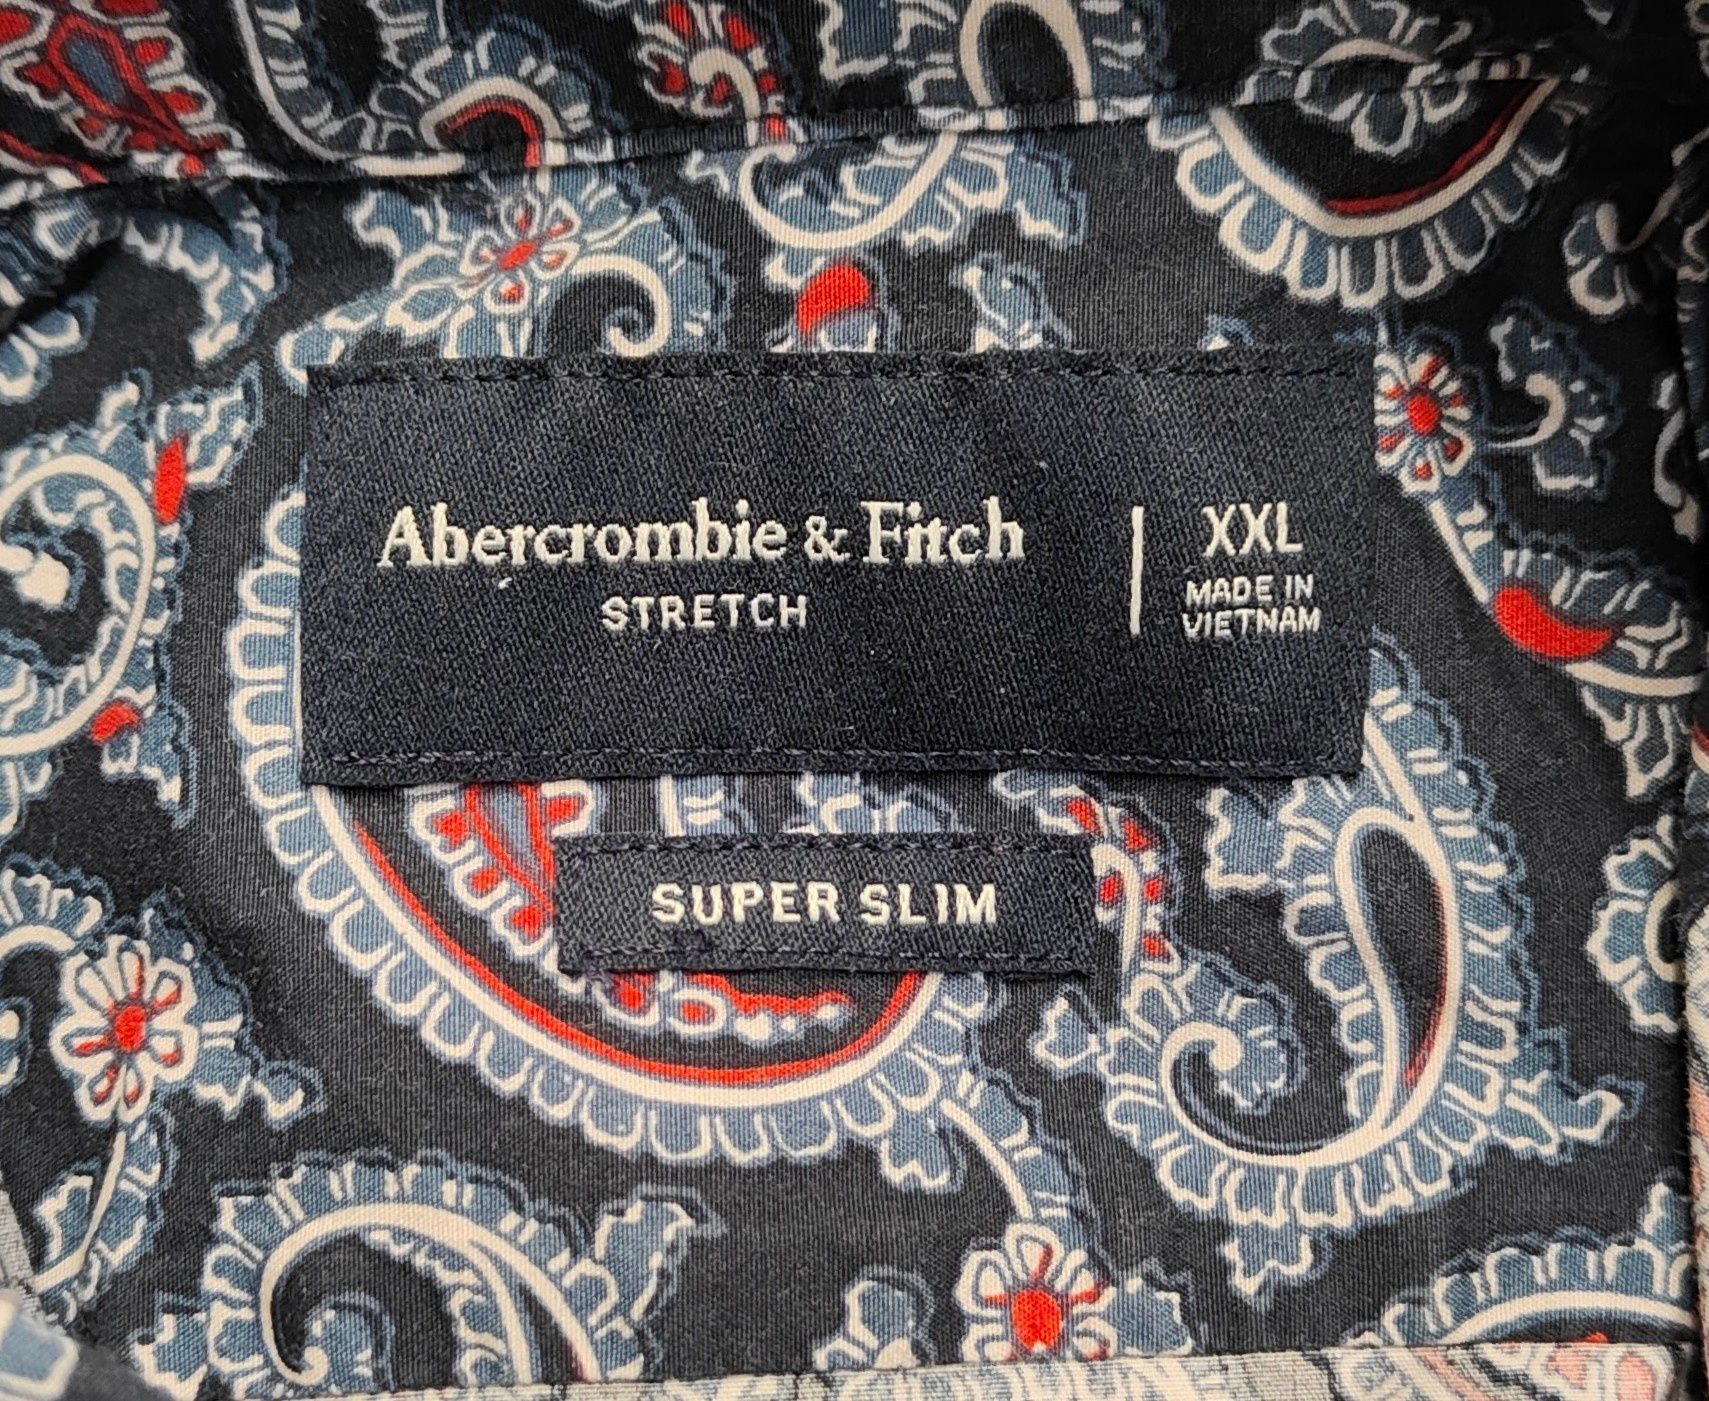 Abercrombie & Fitch
STRETCH
XXL
MADE IN
VIETNAM
SUPER SLIM